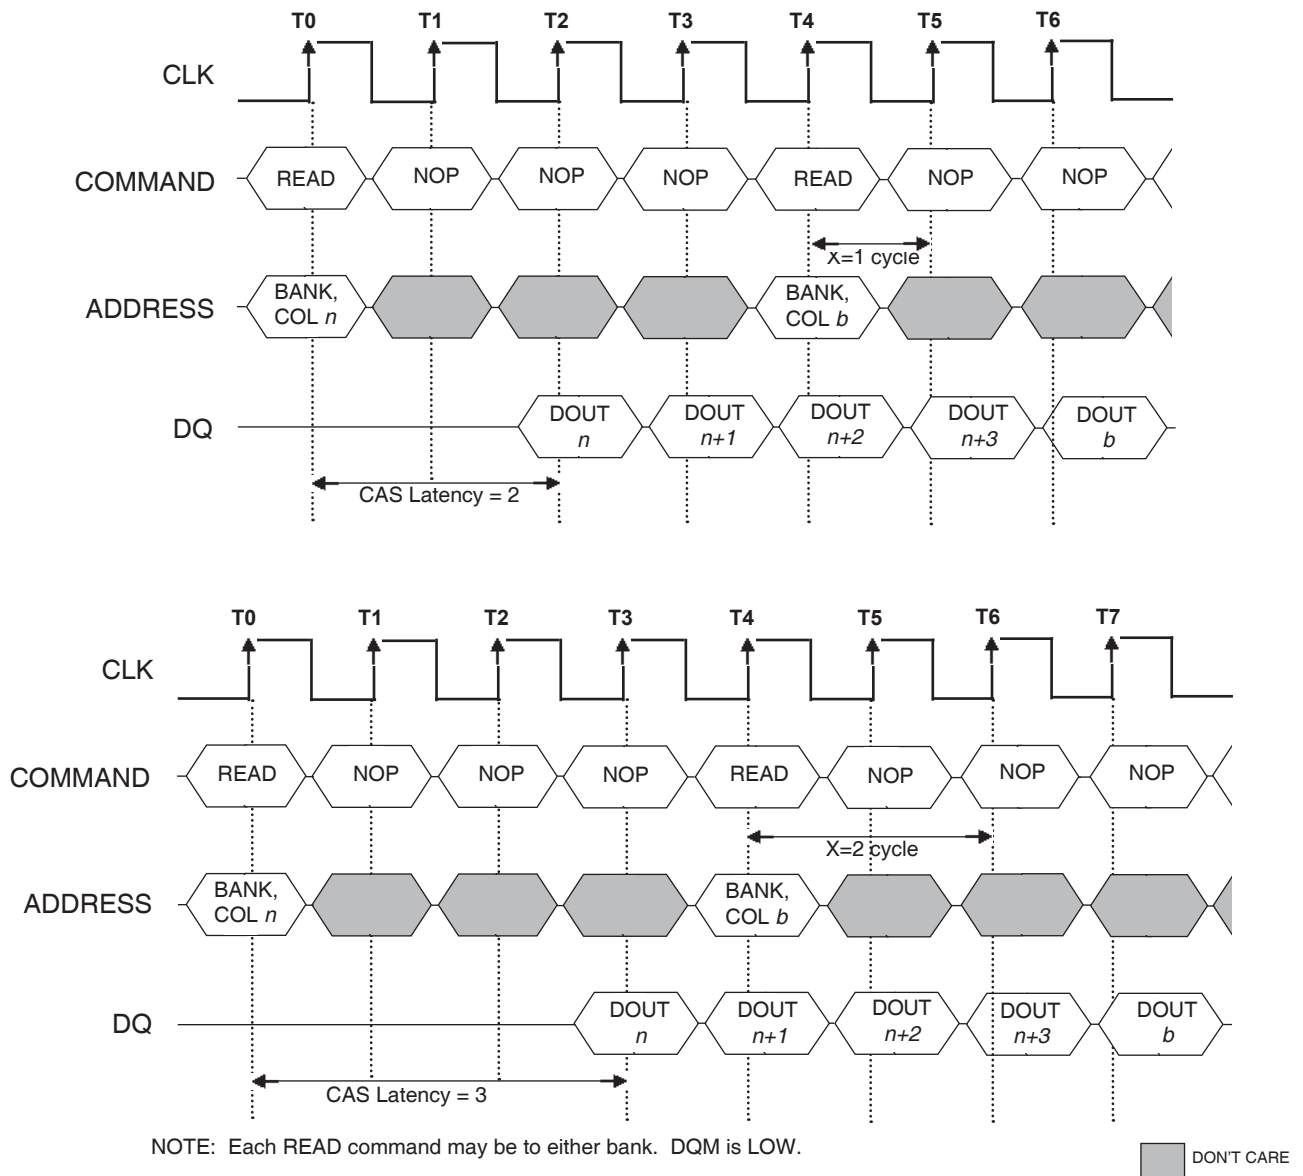 T0 T1 T2 T3 T4 T5 T6
CLK
COMMAND READ NOP NOP NOP READ NOP NOP
X=1 cycle
ADDRESS BANK, COL n BANK, COL b
DQ DOUT n DOUT n+1 DOUT n+2 DOUT n+3 DOUT b
CAS Latency = 2
T0 T1 T2 T3 T4 T5 T6 T7
CLK
COMMAND READ NOP NOP NOP READ NOP NOP NOP
X=2 cycle
ADDRESS BANK, COL n BANK, COL b
DQ DOUT n DOUT n+1 DOUT n+2 DOUT n+3 DOUT b
CAS Latency = 3
NOTE: Each READ command may be to either bank. DQM is LOW.
DON'T CARE